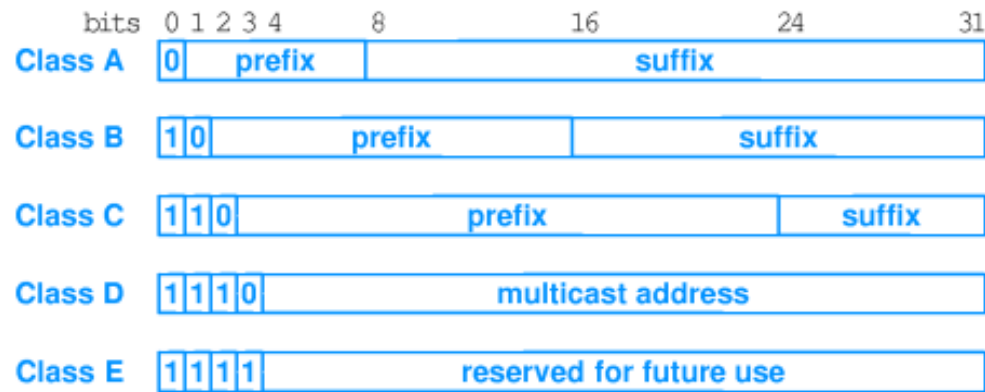 bits 0 1 2 3 4 8 16 24 31
Class A 0 prefix suffix
Class B 1 0 prefix suffix
Class C 1 1 0 prefix suffix
Class D 1 1 1 0 multicast address
Class E 1 1 1 1 reserved for future use